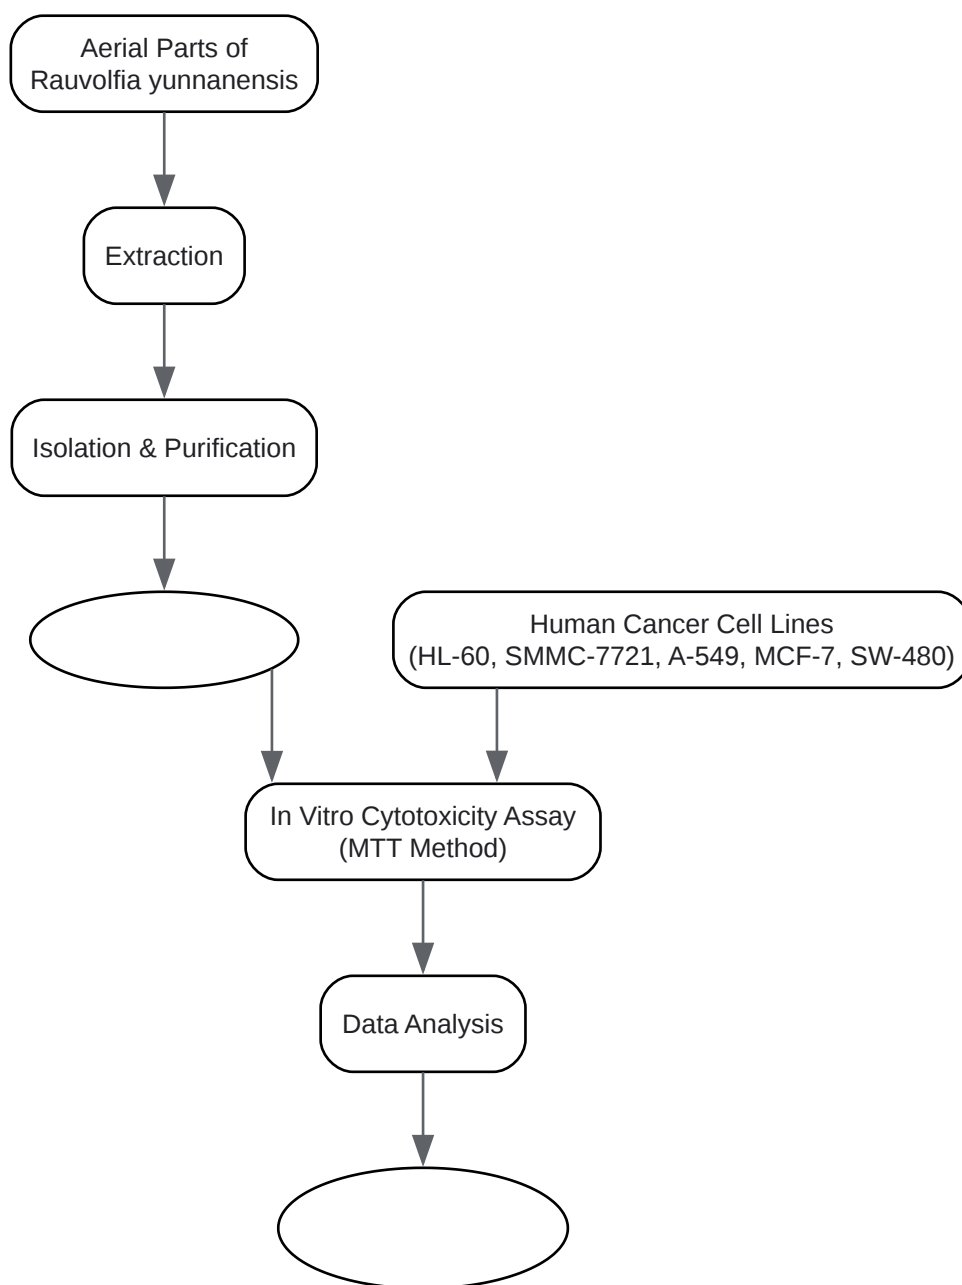 Aerial Parts of
Rauvolfia yunnanensis
Extraction
Isolation & Purification
Human Cancer Cell Lines
(HL-60, SMMC-7721, A-549, MCF-7, SW-480)
In Vitro Cytotoxicity Assay
(MTT Method)
Data Analysis